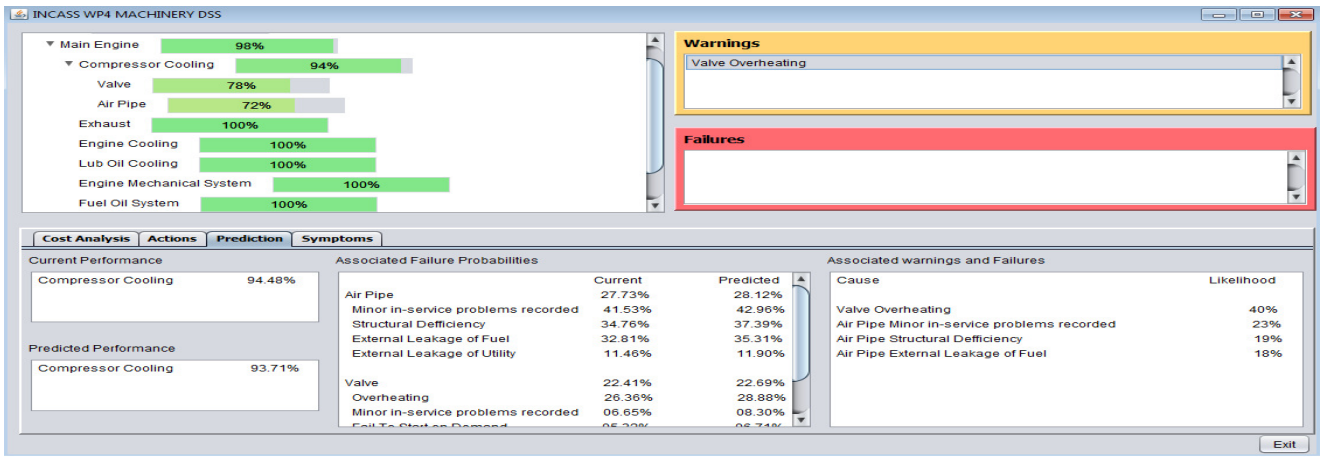 INCASS WP4 MACHINERY DSS
Main Engine 98%
Compressor Cooling 94%
Valve 78%
Air Pipe 72%
Exhaust 100%
Engine Cooling 100%
Lub Oil Cooling 100%
Engine Mechanical System 100%
Fuel Oil System 100%
Warnings
Valve Overheating
Failures
Cost Analysis Actions Prediction Symptoms
Current Performance
Compressor Cooling 94.48%
Predicted Performance
Compressor Cooling 93.71%
Associated Failure Probabilities
Current Predicted
Air Pipe 27.73% 28.12%
Minor in-service problems recorded 41.53% 42.96%
Structural Defficiency 34.76% 37.39%
External Leakage of Fuel 32.81% 35.31%
External Leakage of Utility 11.46% 11.90%
Valve 22.41% 22.69%
Overheating 26.36% 28.88%
Minor in-service problems recorded 06.65% 08.30%
Fail To Start on Demand
Associated warnings and Failures
Cause Likelihood
Valve Overheating 40%
Air Pipe Minor in-service problems recorded 23%
Air Pipe Structural Defficiency 19%
Air Pipe External Leakage of Fuel 18%
Exit